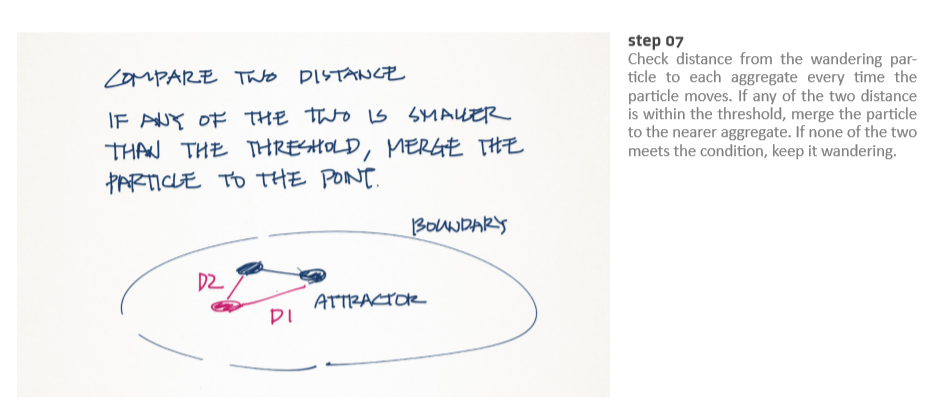 COMPARE TWO DISTANCE
IF ANY OF THE TWO IS SMALLER
THAN THE THRESHOLD, MERGE THE
PARTICLE TO THE POINT.
BOUNDARY
D2
ATTRACTOR
D1
step 07
Check distance from the wandering par-
ticle to each aggregate every time the
particle moves. If any of the two distance
is within the threshold, merge the particle
to the nearer aggregate. If none of the two
meets the condition, keep it wandering.